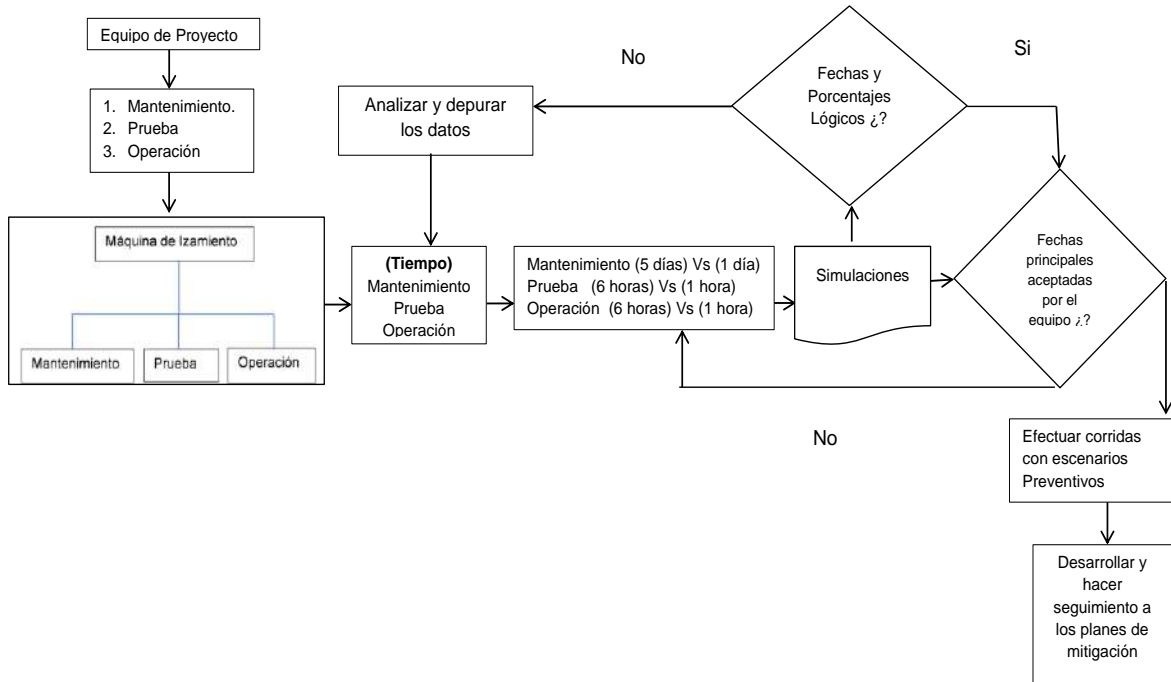 Equipo de Proyecto
1. Mantenimiento.
2. Prueba
3. Operación
Máquina de Izamiento
Mantenimiento
Prueba
Operación
Analizar y depurar
los datos
(Tiempo)
Mantenimiento
Prueba
Operación
Mantenimiento (5 días) Vs (1 día)
Prueba (6 horas) Vs (1 hora)
Operación (6 horas) Vs (1 hora)
Simulaciones
No
Fechas y
Porcentajes
Lógicos ¿?
Si
Fechas
principales
aceptadas
por el
equipo ¿?
No
Efectuar corridas
con escenarios
Preventivos
Desarrollar y
hacer
seguimiento a
los planes de
mitigación